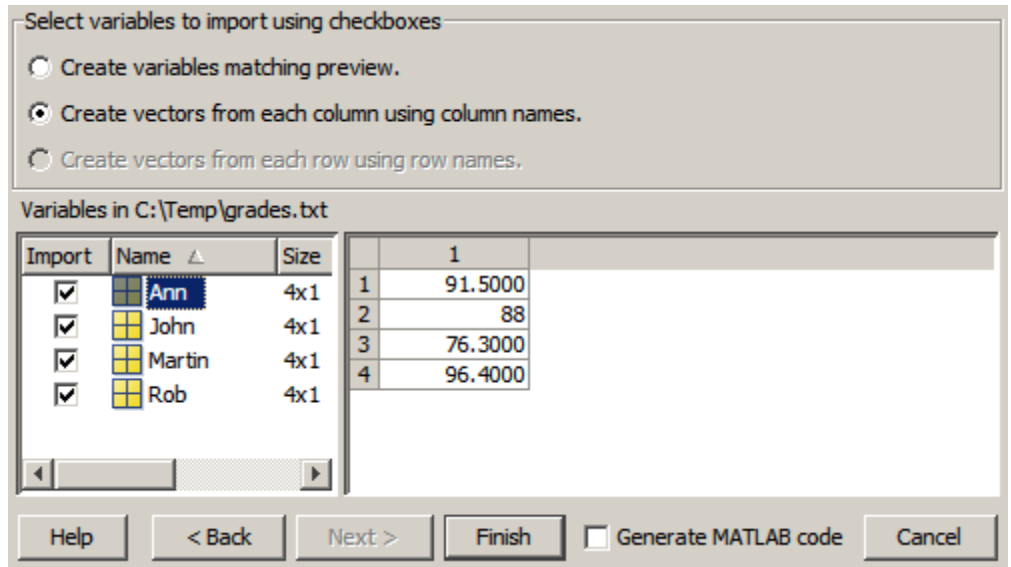 Select variables to import using checkboxes
Create variables matching preview.
Create vectors from each column using column names.
Create vectors from each row using row names.
Variables in C:\Temp\grades.txt
Import Name Size
Ann 4x1
John 4x1
Martin 4x1
Rob 4x1
1
1 91.5000
2 88
3 76.3000
4 96.4000
Help < Back Next > Finish Generate MATLAB code Cancel